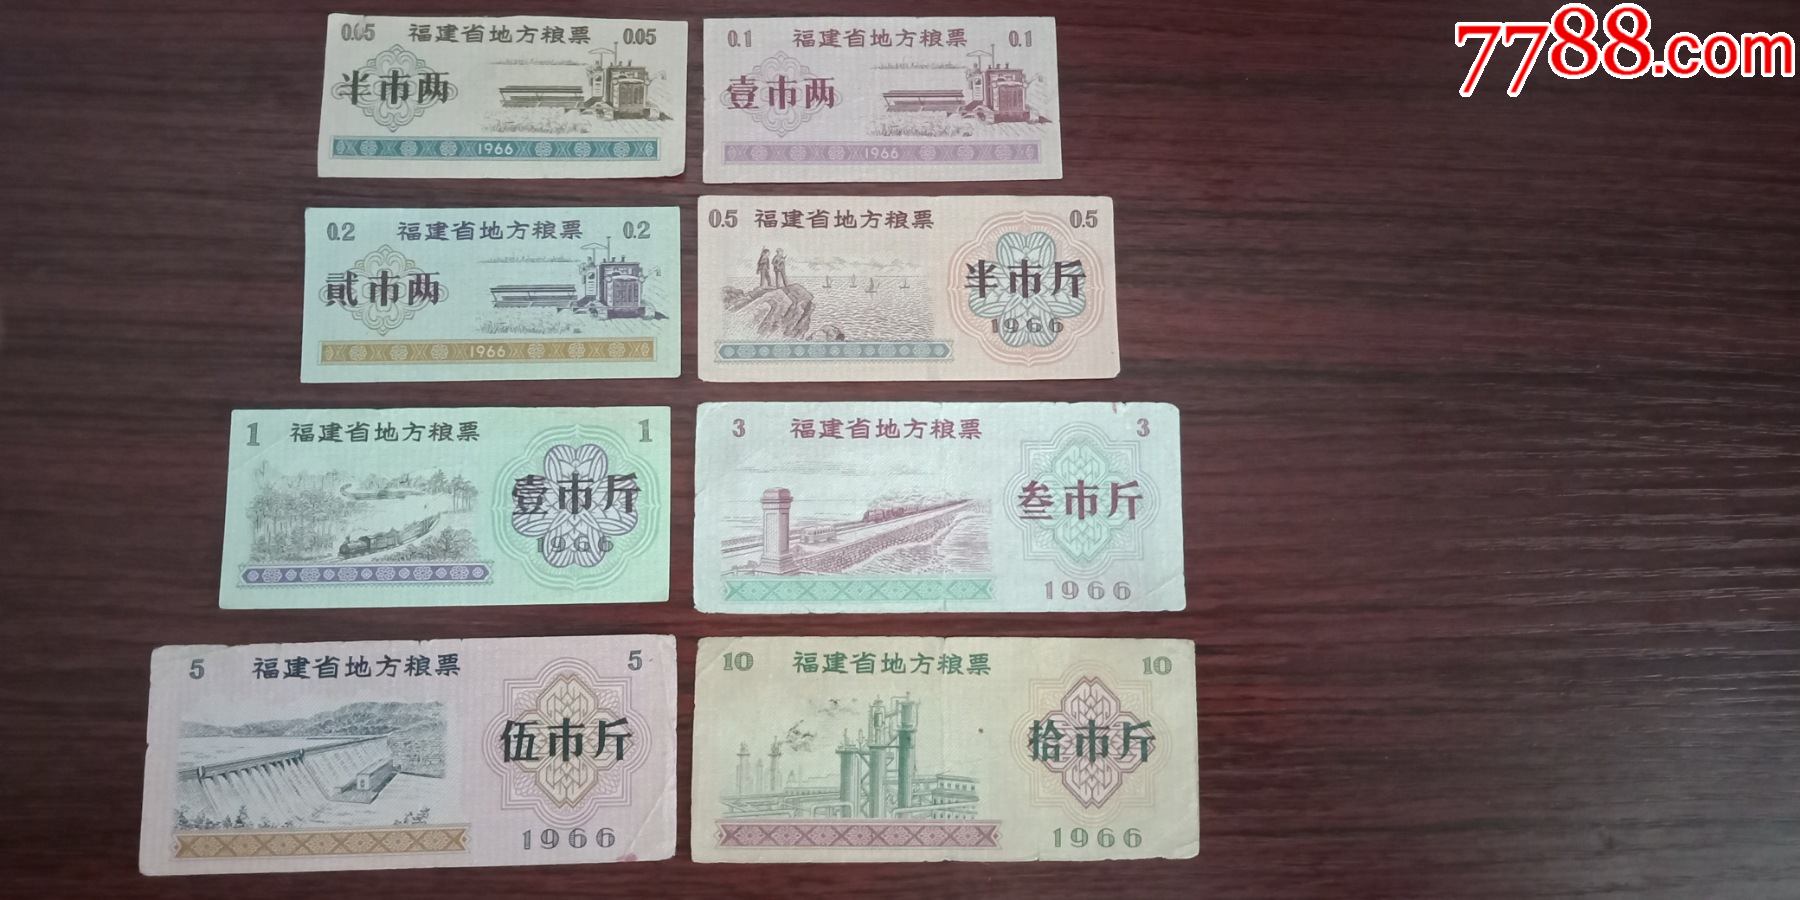 7788.com
0.05 福建省地方粮票 0.05
半市两
1966
0.1 福建省地方粮票 0.1
壹市两
1966
0.2 福建省地方粮票 0.2
贰市两
1966
0.5 福建省地方粮票 0.5
半市斤
1966
1 福建省地方粮票 1
壹市斤
1966
3 福建省地方粮票 3
叁市斤
1966
5 福建省地方粮票 5
伍市斤
1966
10 福建省地方粮票 10
拾市斤
1966